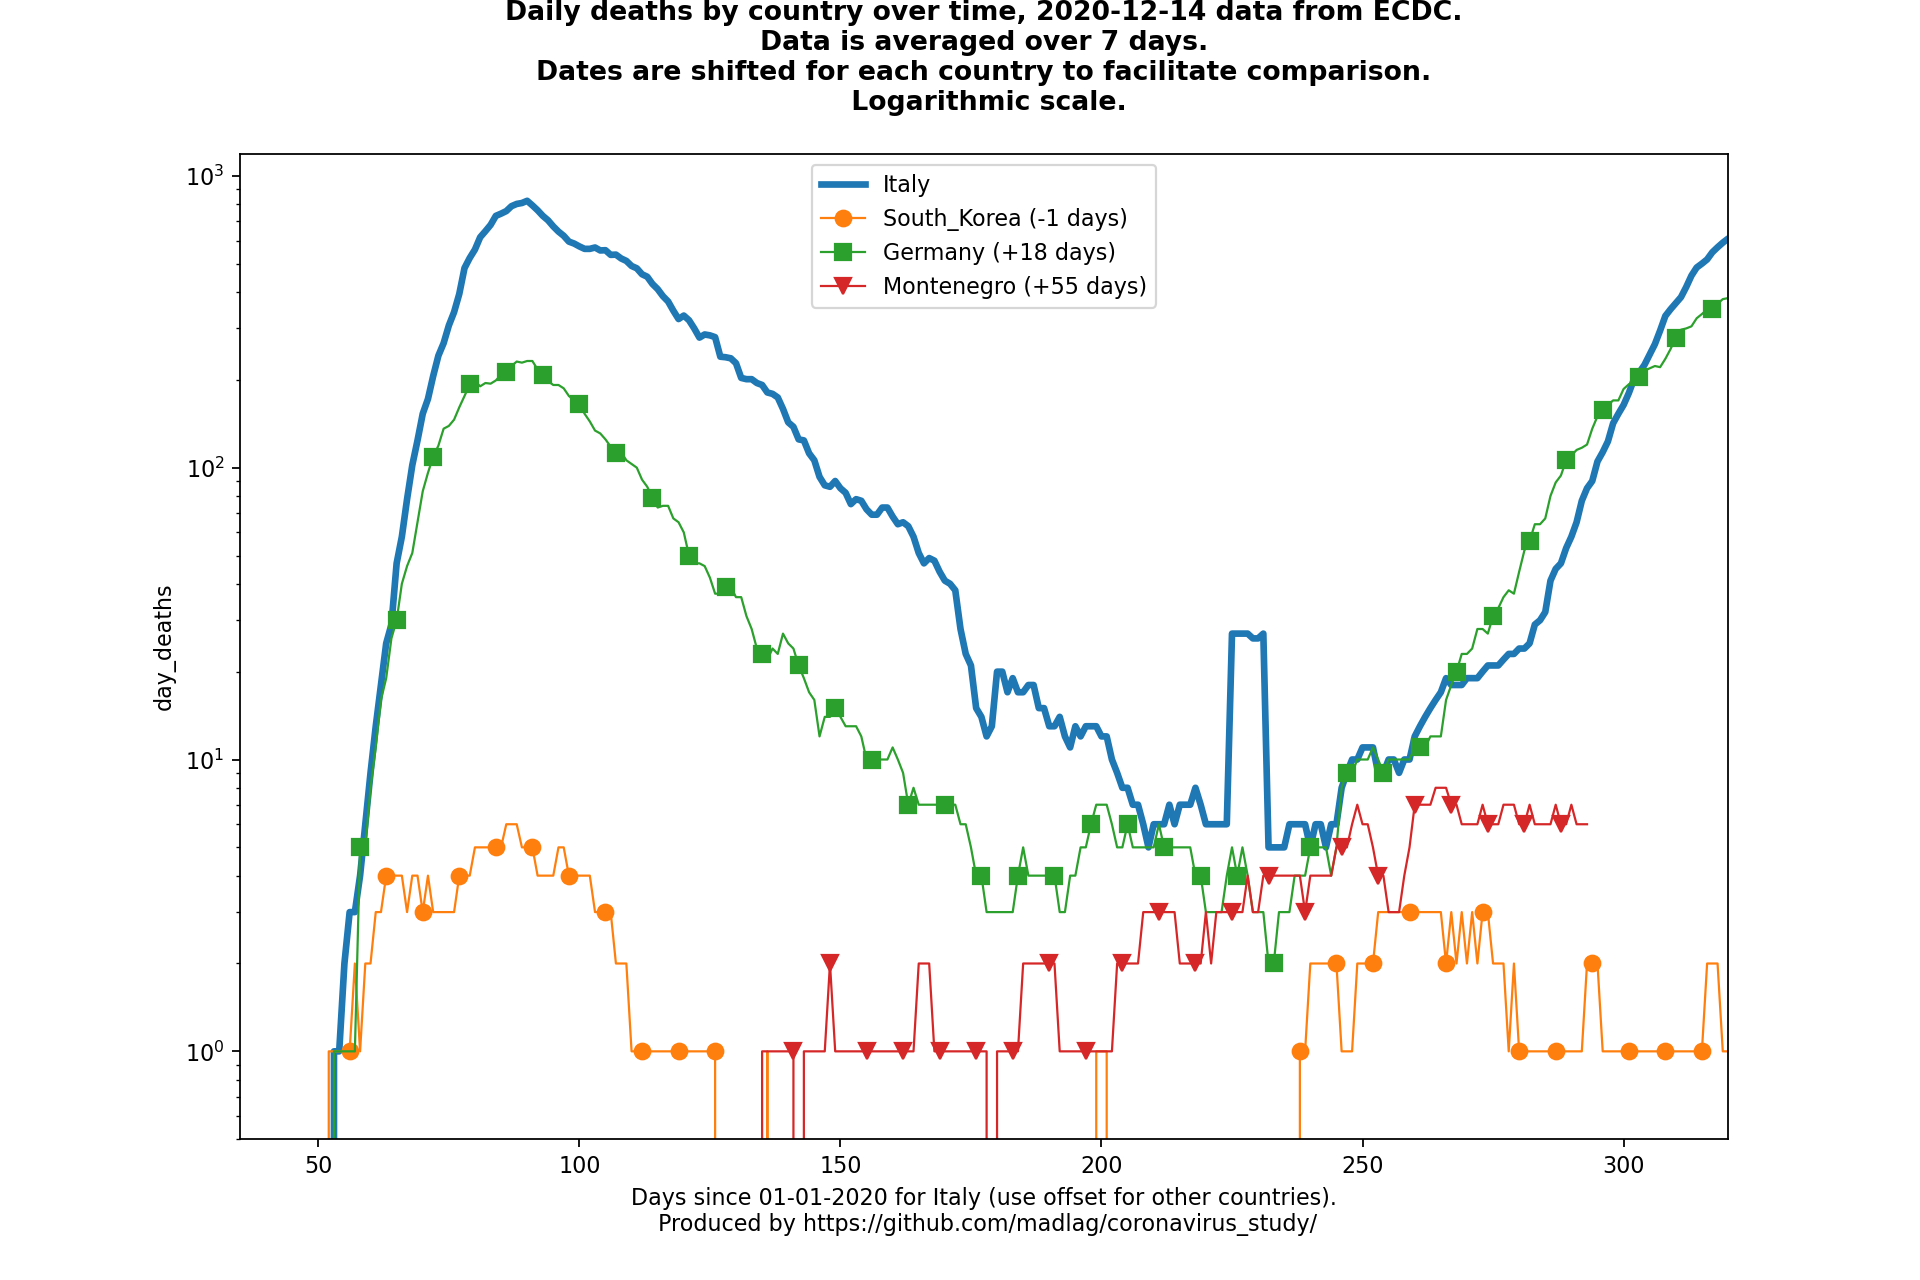 Daily deaths by country over time, 2020-12-14 data from ECDC.
Data is averaged over 7 days.
Dates are shifted for each country to facilitate comparison.
Logarithmic scale.
Italy
South_Korea (-1 days)
Germany (+18 days)
Montenegro (+55 days)
10³
10²
10¹
10⁰
day_deaths
50 100 150 200 250 300
Days since 01-01-2020 for Italy (use offset for other countries).
Produced by https://github.com/madlag/coronavirus_study/